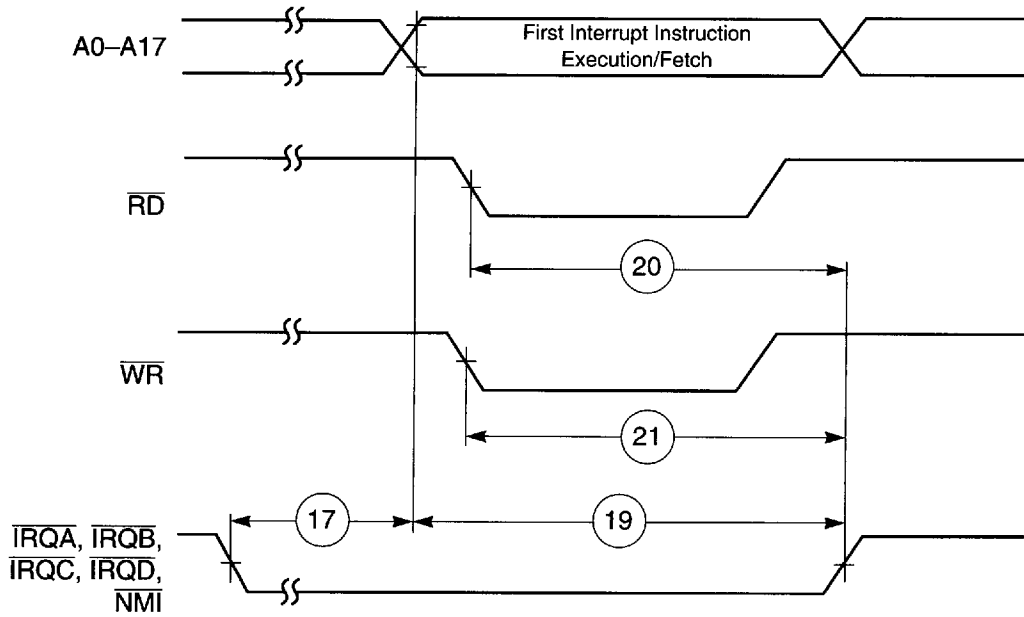 A0–A17
First Interrupt Instruction
Execution/Fetch
RD
20
WR
21
17
19
IRQA, IRQB,
IRQC, IRQD,
NMI